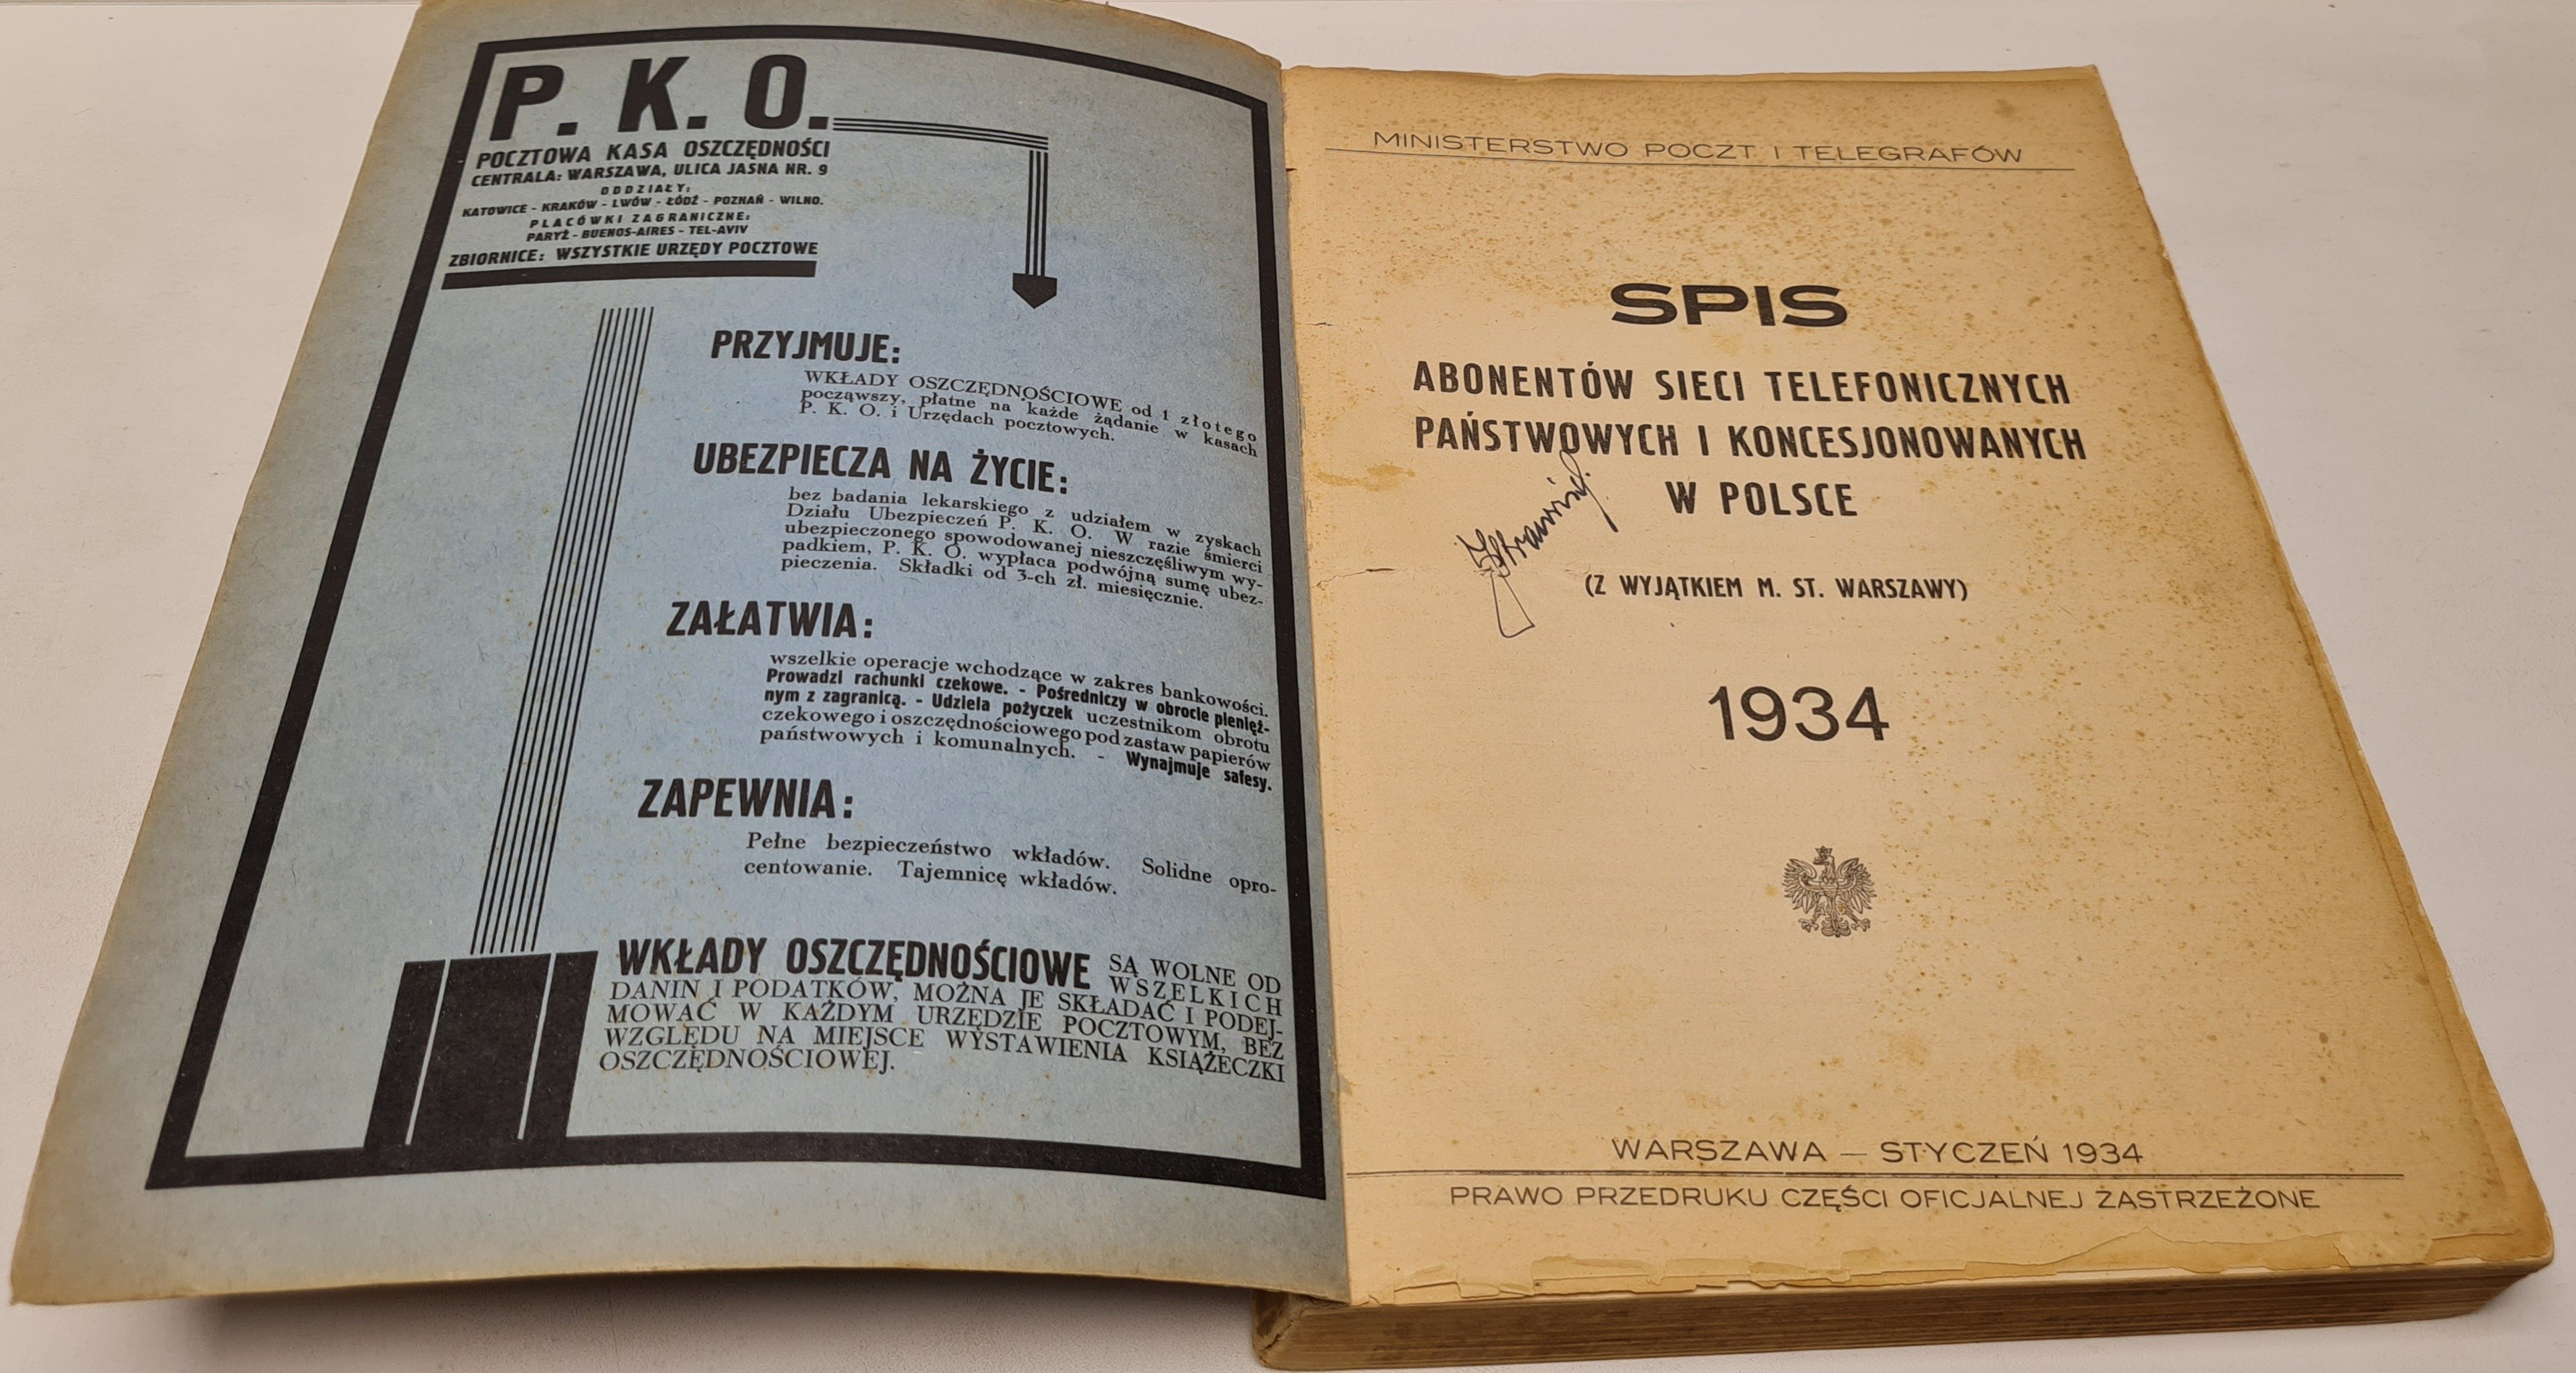 P. K. O.
POCZTOWA KASA OSZCZĘDNOŚCI
CENTRALA: WARSZAWA, ULICA JASNA NR. 9
ODDZIAŁY:
KATOWICE - KRAKÓW - LWÓW - ŁÓDŹ - POZNAŃ - WILNO.
PLACÓWKI ZAGRANICZNE:
PARYŻ - BUENOS-AIRES - TEL-AVIV
ZBIORNICE: WSZYSTKIE URZĘDY POCZTOWE
PRZYJMUJE:
WKŁADY OSZCZĘDNOŚCIOWE od 1 złotego
począwszy, płatne na każde żądanie w kasach
P. K. O. i Urzędach pocztowych.
UBEZPIECZA NA ŻYCIE:
bez badania lekarskiego z udziałem w zyskach
Działu Ubezpieczeń P. K. O. W razie śmierci
ubezpieczonego spowodowanej nieszczęśliwym wy-
padkiem, P. K. O. wypłaca podwójną sumę ubez-
pieczenia. Składki od 3-ch zł. miesięcznie.
ZAŁATWIA:
wszelkie operacje wchodzące w zakres bankowości.
Prowadzi rachunki czekowe. - Pośredniczy w obrocie pienięż-
nym z zagranicą. - Udziela pożyczek uczestnikom obrotu
czekowego i oszczędnościowego pod zastaw papierów
państwowych i komunalnych. - Wynajmuje safesy.
ZAPEWNIA:
Pełne bezpieczeństwo wkładów. Solidne opro-
centowanie. Tajemnicę wkładów.
WKŁADY OSZCZĘDNOŚCIOWE SĄ WOLNE OD
WSZELKICH
DANIN I PODATKÓW, MOŻNA JE SKŁADAĆ I PODEJ-
MOWAĆ W KAŻDYM URZĘDZIE POCZTOWYM, BEZ
WZGLĘDU NA MIEJSCE WYSTAWIENIA KSIĄŻECZKI
OSZCZĘDNOŚCIOWEJ.
MINISTERSTWO POCZT I TELEGRAFÓW
SPIS
ABONENTÓW SIECI TELEFONICZNYCH
PAŃSTWOWYCH I KONCESJONOWANYCH
W POLSCE
(Z WYJĄTKIEM M. ST. WARSZAWY)
1934
WARSZAWA — STYCZEŃ 1934
PRAWO PRZEDRUKU CZĘŚCI OFICJALNEJ ZASTRZEŻONE